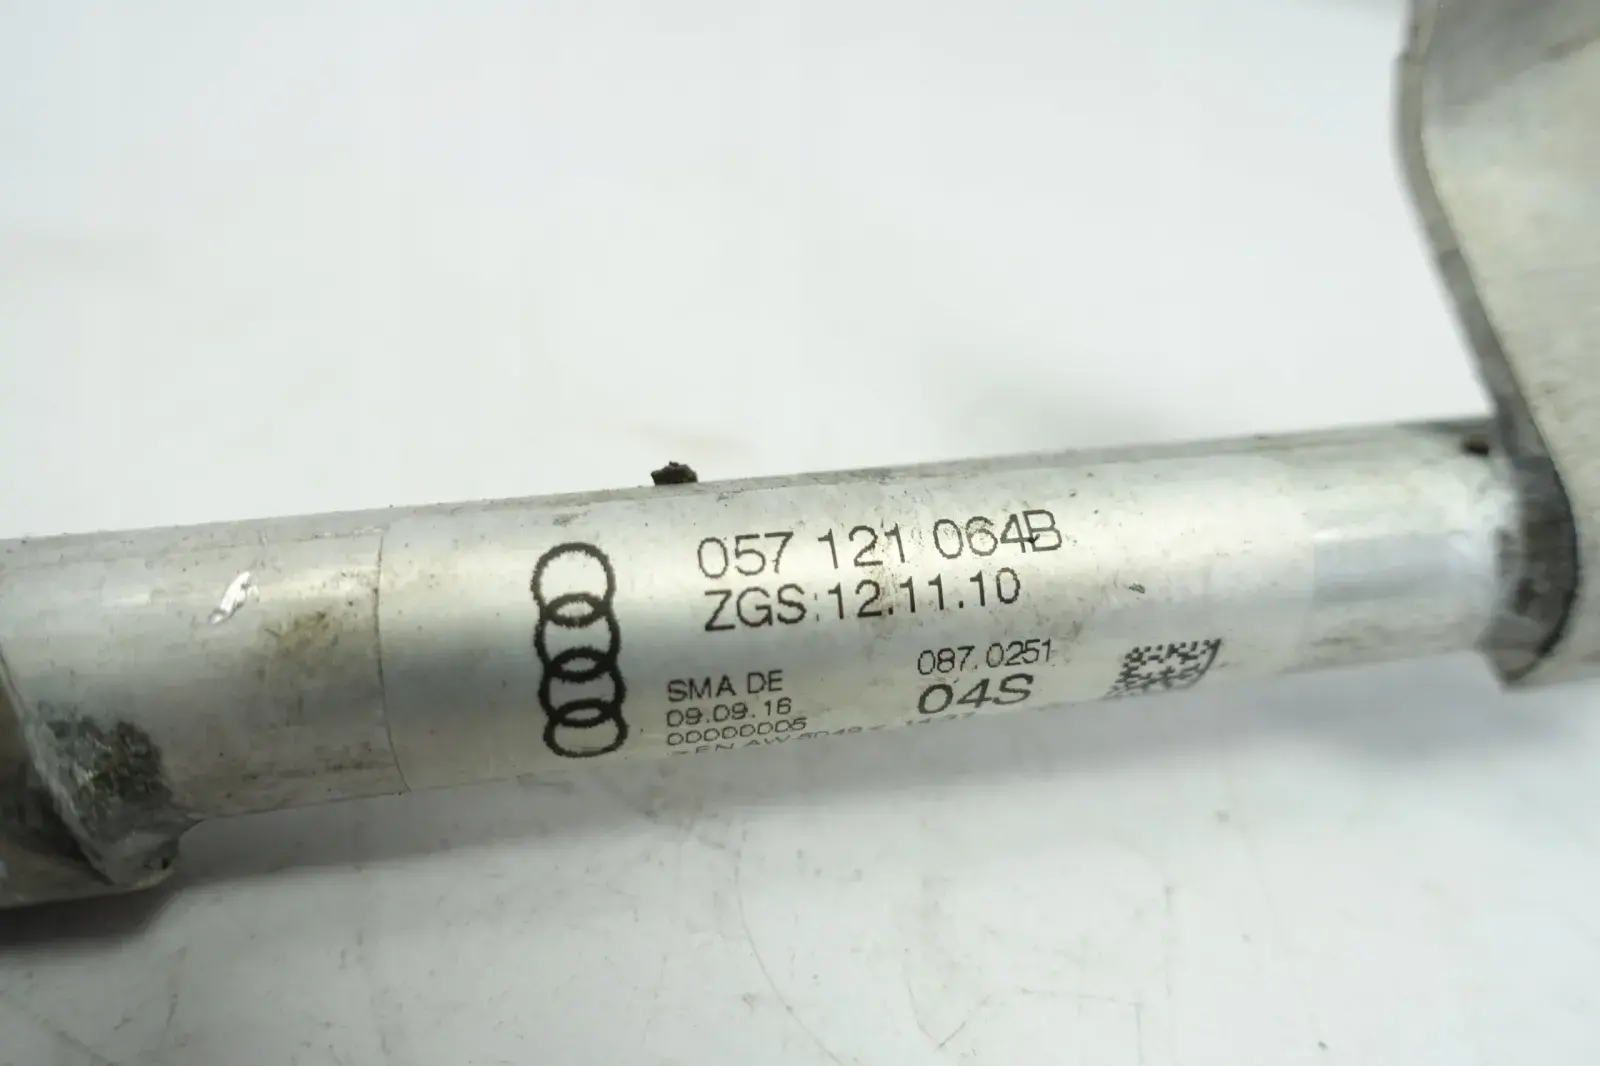 057 121 064B
ZGS:12.11.10
SMA DE
09.09.16
00000005
087.0251
04S